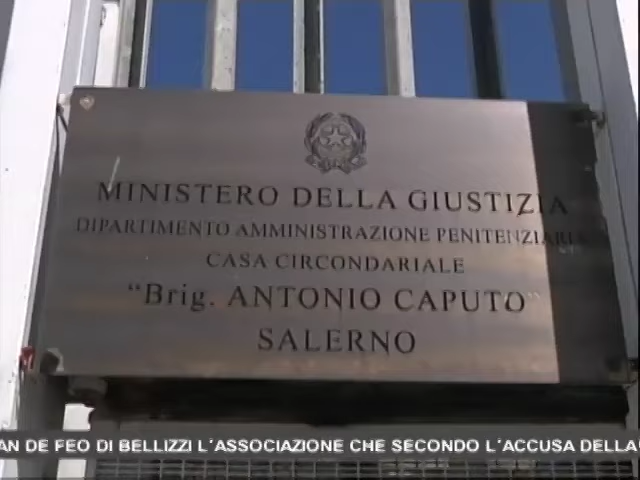 MINISTERO DELLA GIUSTIZIA
DIPARTIMENTO AMMINISTRAZIONE PENITENZIARIA
CASA CIRCONDARIALE
"Brig. ANTONIO CAPUTO"
SALERNO
AN DE FEO DI BELLIZZI L'ASSOCIAZIONE CHE SECONDO L'ACCUSA DELLA